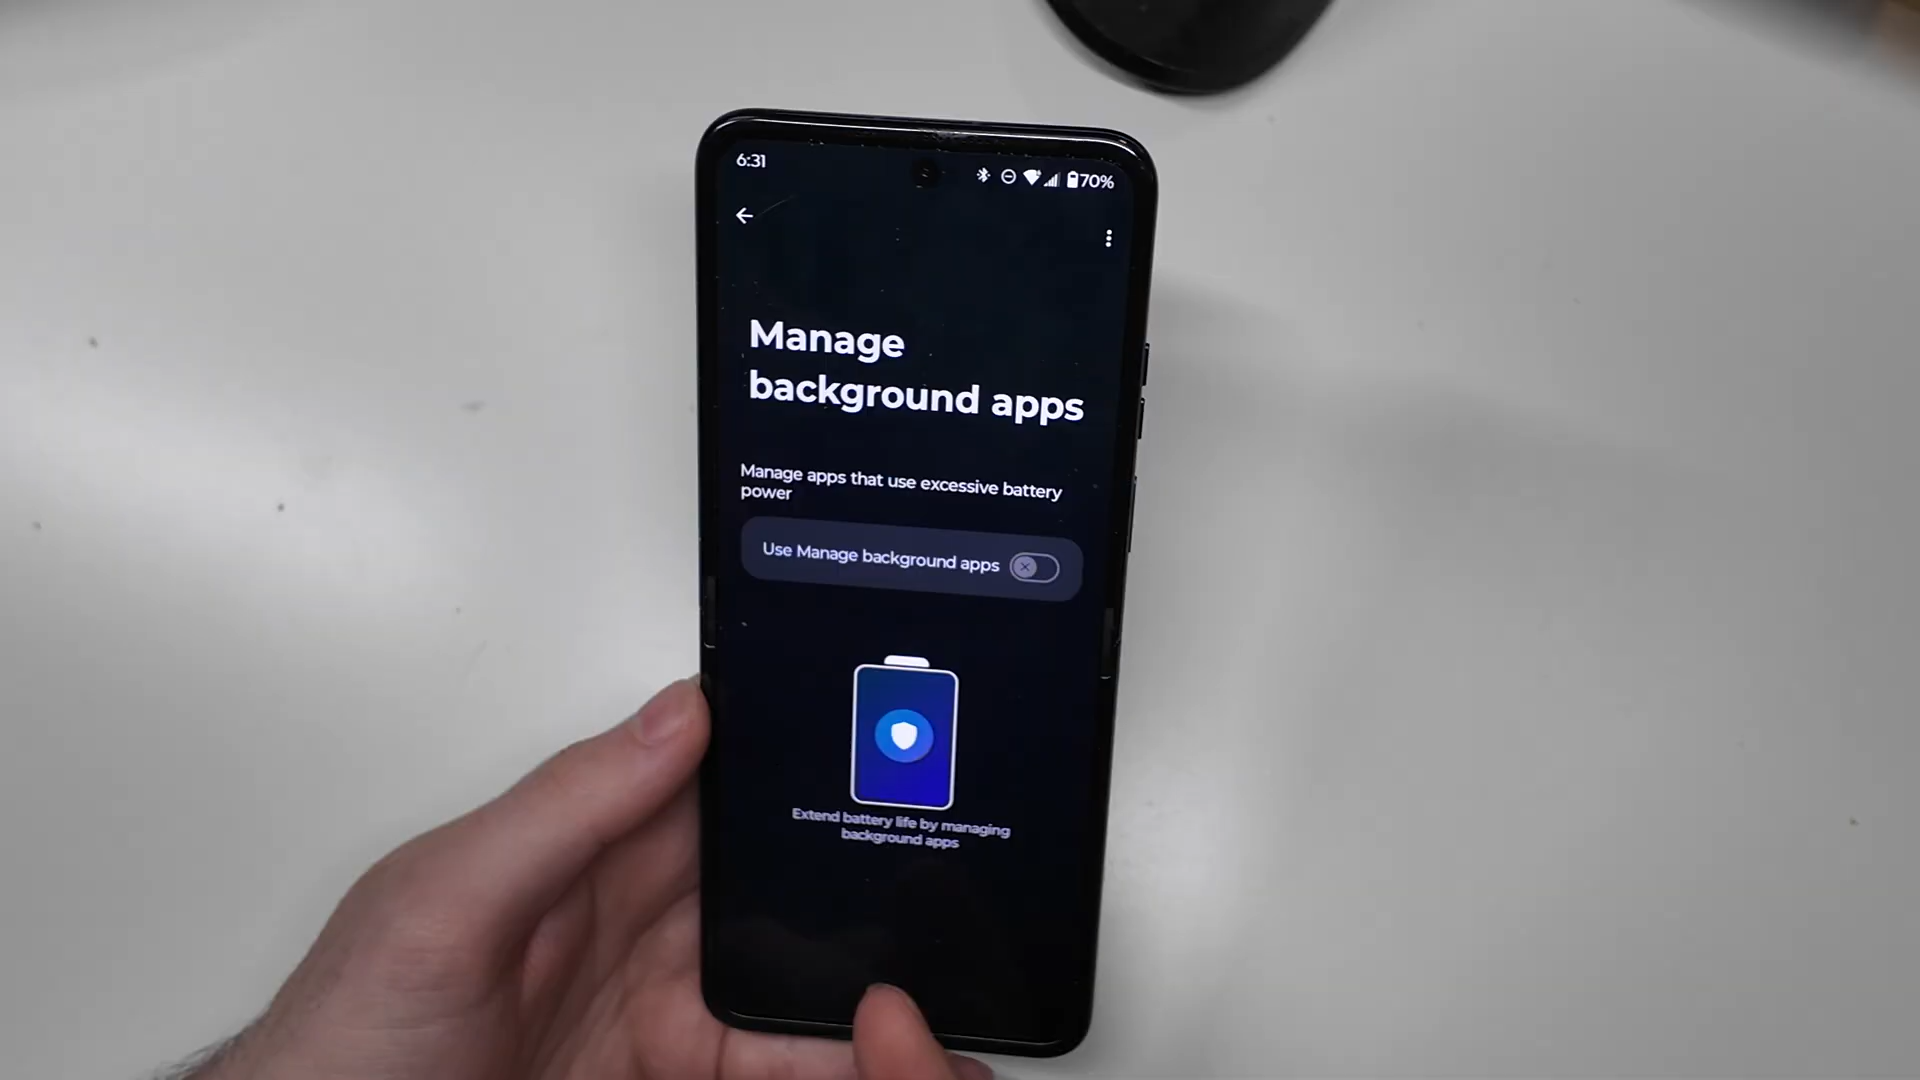 6:31
70%
Manage
background apps
Manage apps that use excessive battery
power
Use Manage background apps
Extend battery life by managing
background apps